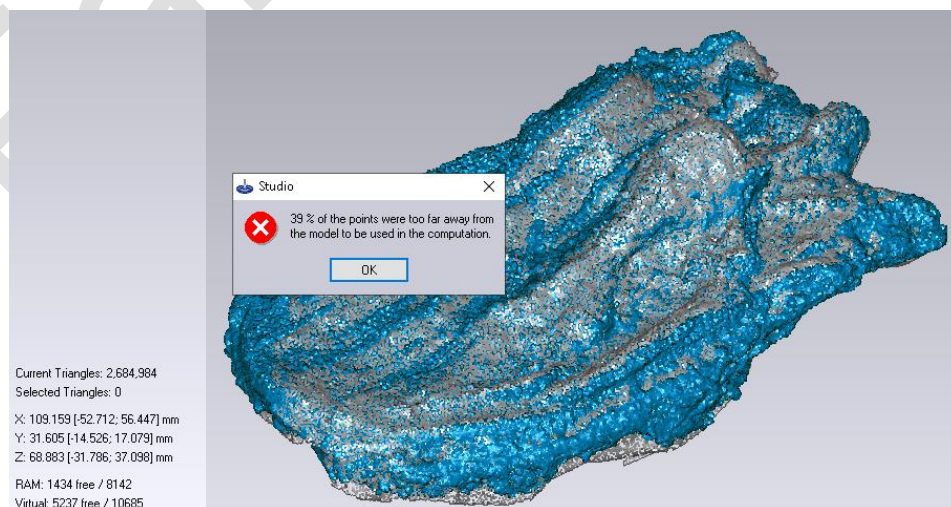 Studio
39 % of the points were too far away from
the model to be used in the computation.
OK
Current Triangles: 2,684,984
Selected Triangles: 0
X: 109.159 [-52.712; 56.447] mm
Y: 31.605 [-14.526; 17.079] mm
Z: 68.883 [-31.786; 37.098] mm
RAM: 1434 free / 8142
Virtual: 5237 free / 10685